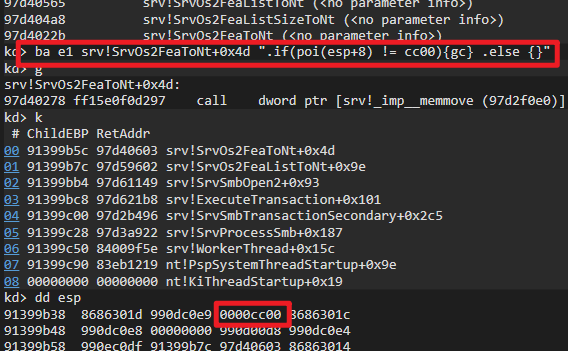 97d40565 srv!SrvOs2FeaListToNt (<no parameter info>)
97d404a8 srv!SrvOs2FeaListSizeToNt (<no parameter info>)
97d4022b srv!SrvOs2FeaToNt (<no parameter info>)
kd> ba e1 srv!SrvOs2FeaToNt+0x4d ".if(poi(esp+8) != cc00){gc} .else {}"
kd> g
srv!SrvOs2FeaToNt+0x4d:
97d40278 ff15e0f0d297 call dword ptr [srv!_imp__memmove (97d2f0e0)]
kd> k
# ChildEBP RetAddr
00 91399b5c 97d40603 srv!SrvOs2FeaToNt+0x4d
01 91399b7c 97d59602 srv!SrvOs2FeaListToNt+0x9e
02 91399bb4 97d61149 srv!SrvSmbOpen2+0x93
03 91399bc8 97d621b8 srv!ExecuteTransaction+0x101
04 91399c00 97d2b496 srv!SrvSmbTransactionSecondary+0x2c5
05 91399c28 97d3a922 srv!SrvProcessSmb+0x187
06 91399c50 84009f5e srv!WorkerThread+0x15c
07 91399c90 83eb1219 nt!PspSystemThreadStartup+0x9e
08 00000000 00000000 nt!KiThreadStartup+0x19
kd> dd esp
91399b38 8686301d 990dc0e9 0000cc00 8686301c
91399b48 990dc0e8 00000000 990d00d8 990dc0e4
91399b58 990ec0df 91399b7c 97d40603 86863014